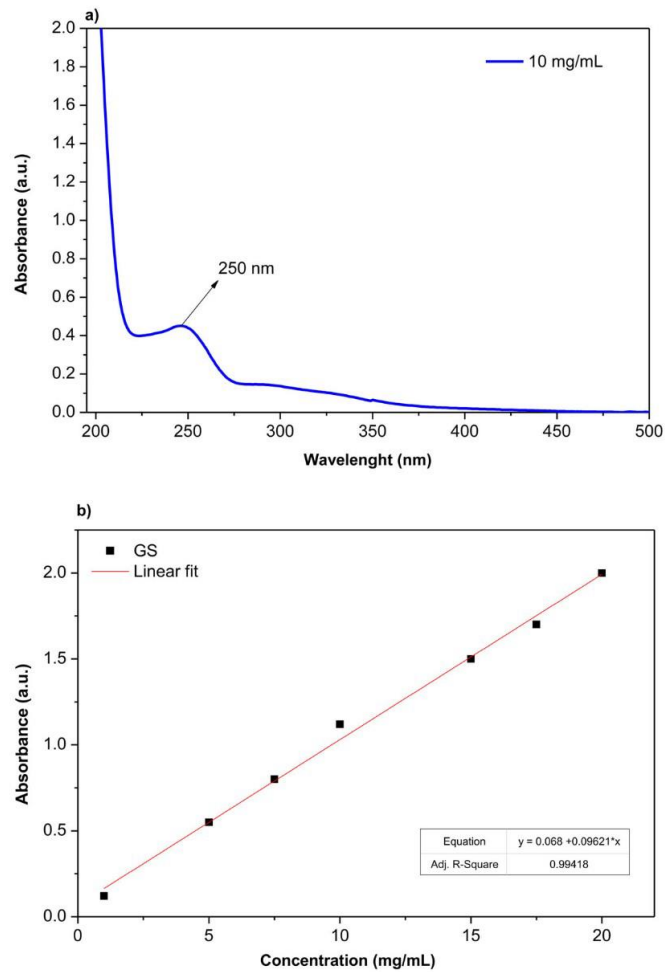 a)
2.0
1.8
1.6
1.4
1.2
1.0
0.8
0.6
0.4
0.2
0.0
Absorbance (a.u.)
10 mg/mL
250 nm
200 250 300 350 400 450 500
Wavelenght (nm)
b)
2.0
1.5
1.0
0.5
0.0
Absorbance (a.u.)
GS
Linear fit
Equation y = 0.068 +0.09621*x
Adj. R-Square 0.99418
0 5 10 15 20
Concentration (mg/mL)